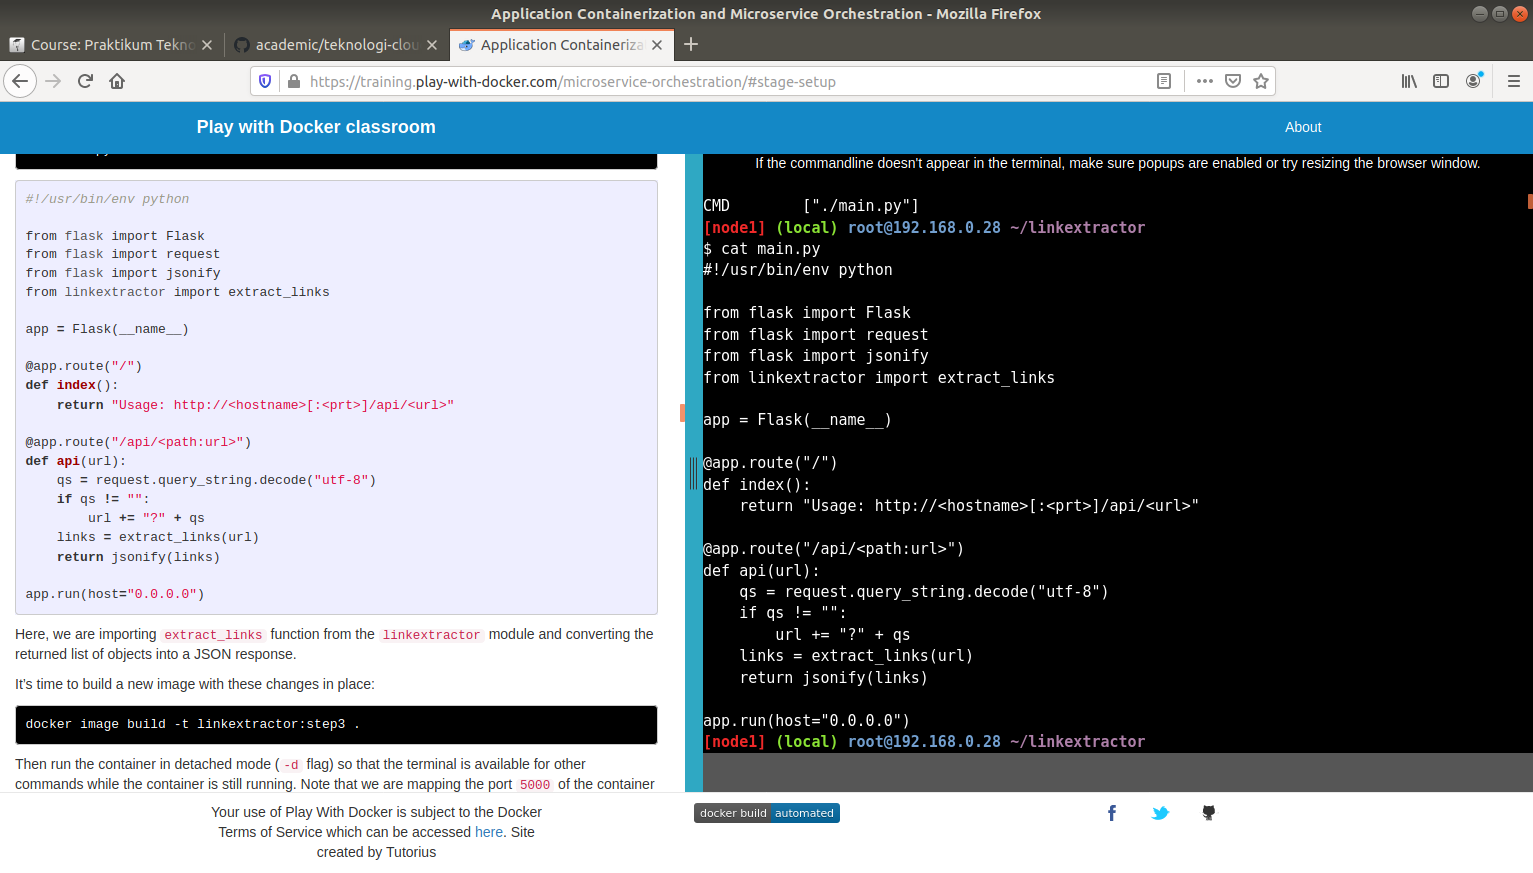 Application Containerization and Microservice Orchestration - Mozilla Firefox
Course: Praktikum Tekno
academic/teknologi-clou
Application Containeriza
https://training.play-with-docker.com/microservice-orchestration/#stage-setup
Play with Docker classroom
About
#!/usr/bin/env python
from flask import Flask
from flask import request
from flask import jsonify
from linkextractor import extract_links
app = Flask(__name__)
@app.route("/")
def index():
    return "Usage: http://<hostname>[:<prt>]/api/<url>"
@app.route("/api/<path:url>")
def api(url):
    qs = request.query_string.decode("utf-8")
    if qs != "":
        url += "?" + qs
    links = extract_links(url)
    return jsonify(links)
app.run(host="0.0.0.0")
Here, we are importing extract_links function from the linkextractor module and converting the
returned list of objects into a JSON response.
It's time to build a new image with these changes in place:
docker image build -t linkextractor:step3 .
Then run the container in detached mode ( -d flag) so that the terminal is available for other
commands while the container is still running. Note that we are mapping the port 5000 of the container
If the commandline doesn't appear in the terminal, make sure popups are enabled or try resizing the browser window.
CMD        ["./main.py"]
[node1] (local) root@192.168.0.28 ~/linkextractor
$ cat main.py
#!/usr/bin/env python
from flask import Flask
from flask import request
from flask import jsonify
from linkextractor import extract_links
app = Flask(__name__)
@app.route("/")
def index():
    return "Usage: http://<hostname>[:<prt>]/api/<url>"
@app.route("/api/<path:url>")
def api(url):
    qs = request.query_string.decode("utf-8")
    if qs != "":
        url += "?" + qs
    links = extract_links(url)
    return jsonify(links)
app.run(host="0.0.0.0")
[node1] (local) root@192.168.0.28 ~/linkextractor
Your use of Play With Docker is subject to the Docker
Terms of Service which can be accessed here. Site
created by Tutorius
docker build automated